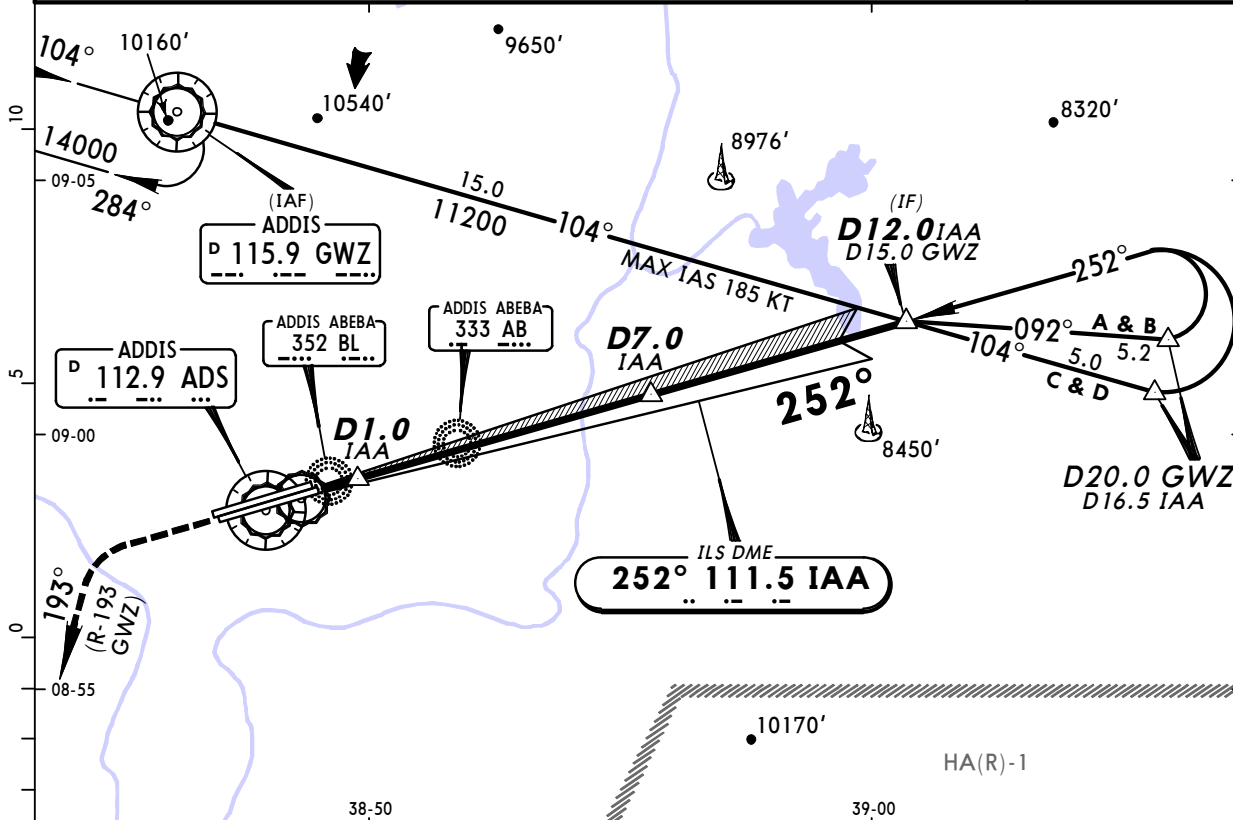 104°
10160'
9650'
10540'
8320'
8976'
10
14000
284°
09-05
(IAF)
ADDIS
D 115.9 GWZ
15.0
11200
104°
MAX IAS 185 KT
(IF)
D12.0 IAA
D15.0 GWZ
252°
092°
A & B
5.2
104°
5.0
C & D
ADDIS ABEBA
352 BL
ADDIS ABEBA
333 AB
D7.0
IAA
ADDIS
D 112.9 ADS
5
252°
D1.0
IAA
09-00
8450'
D20.0 GWZ
D16.5 IAA
ILS DME
252° 111.5 IAA
193°
(R-193
GWZ)
0
08-55
10170'
HA(R)-1
38-50
39-00